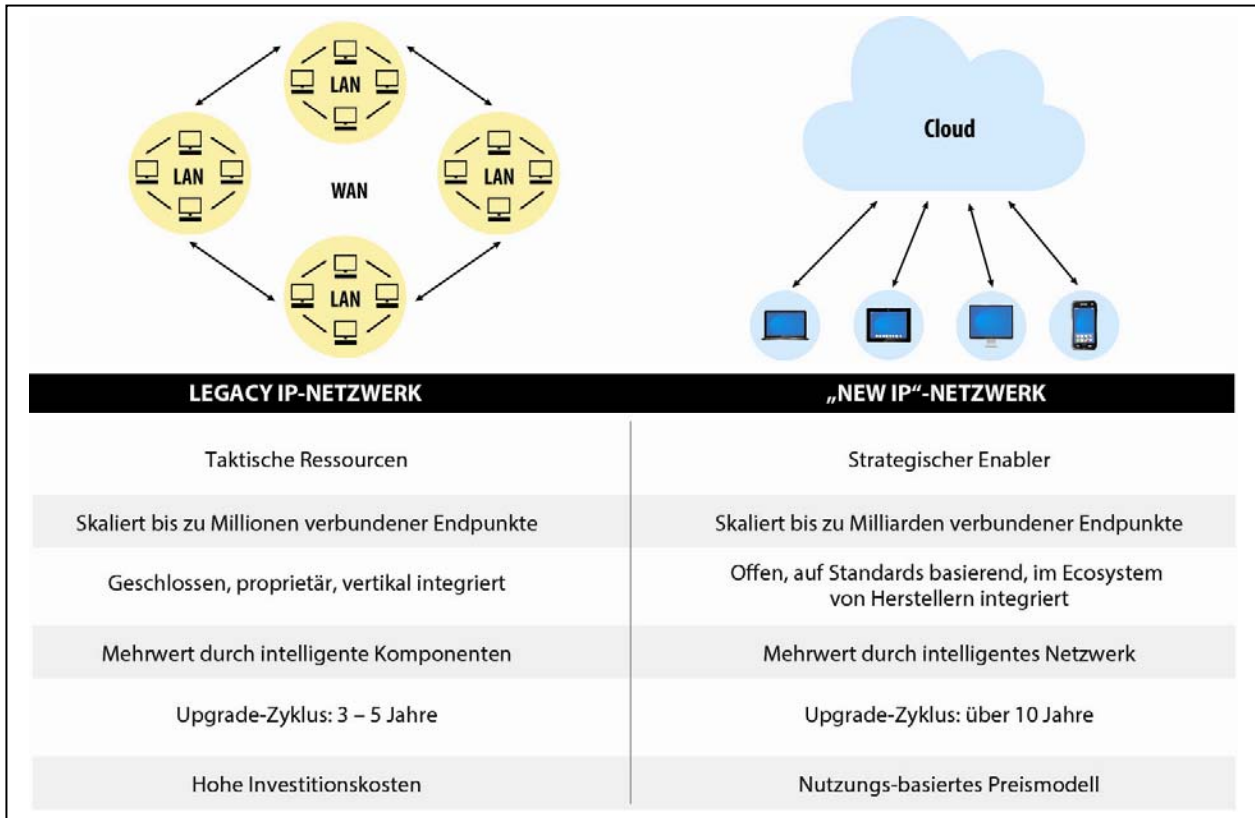 LAN
LAN
WAN
LAN
LAN
Cloud
LEGACY IP-NETZWERK
„NEW IP“-NETZWERK
Taktische Ressourcen
Strategischer Enabler
Skaliert bis zu Millionen verbundener Endpunkte
Skaliert bis zu Milliarden verbundener Endpunkte
Geschlossen, proprietär, vertikal integriert
Offen, auf Standards basierend, im Ecosystem
von Herstellern integriert
Mehrwert durch intelligente Komponenten
Mehrwert durch intelligentes Netzwerk
Upgrade-Zyklus: 3 – 5 Jahre
Upgrade-Zyklus: über 10 Jahre
Hohe Investitionskosten
Nutzungs-basiertes Preismodell